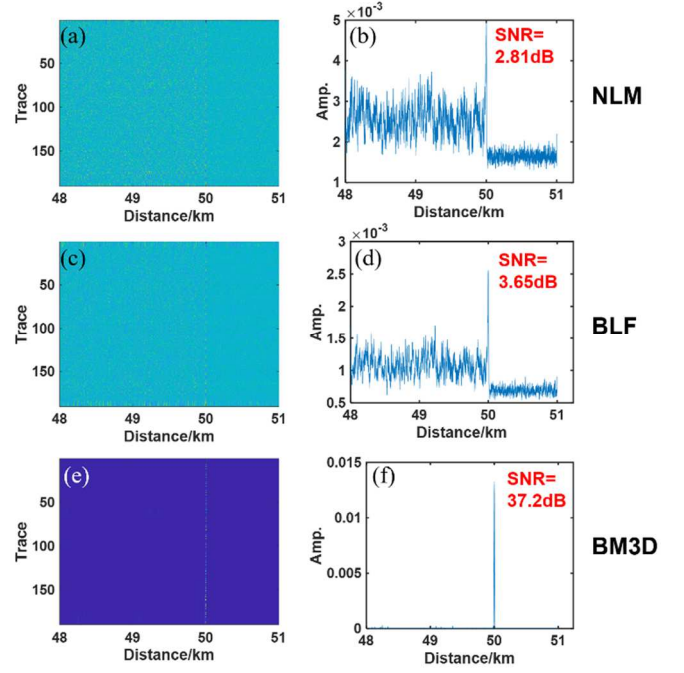 (a)
50
100
150
Trace
48 49 50 51
Distance/km
×10⁻³
(b)
SNR=
2.81dB
5
4
3
2
1
Amp.
48 49 50 51
Distance/km
NLM
(c)
50
100
150
Trace
48 49 50 51
Distance/km
×10⁻³
(d)
SNR=
3.65dB
3
2.5
2
1.5
1
0.5
Amp.
48 49 50 51
Distance/km
BLF
(e)
50
100
150
Trace
48 49 50 51
Distance/km
(f)
SNR=
37.2dB
0.015
0.01
0.005
0
Amp.
48 49 50 51
Distance/km
BM3D